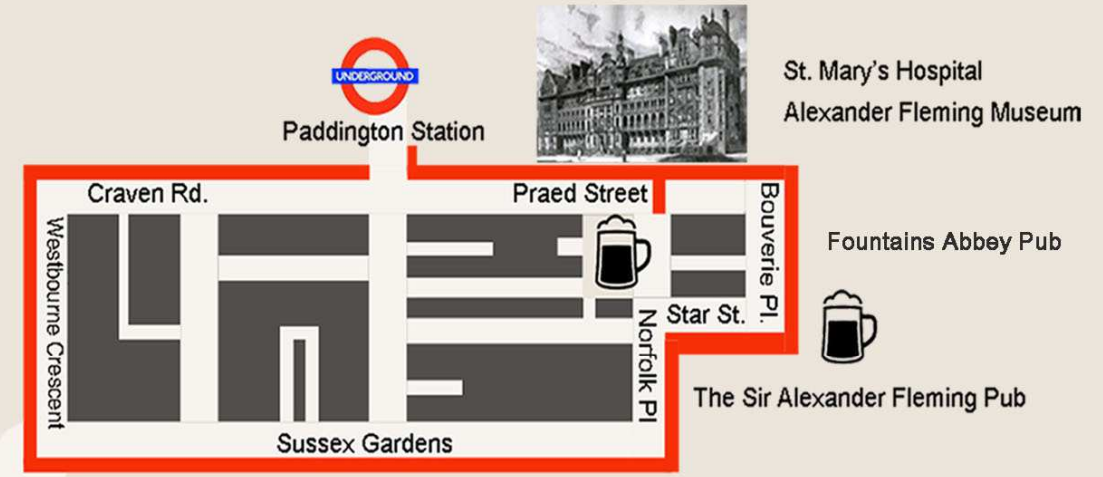 UNDERGROUND
Paddington Station
St. Mary's Hospital
Alexander Fleming Museum
Craven Rd.
Praed Street
Bouverie Pl.
Westbourne Crescent
Fountains Abbey Pub
Norfolk Pl
Star St.
The Sir Alexander Fleming Pub
Sussex Gardens